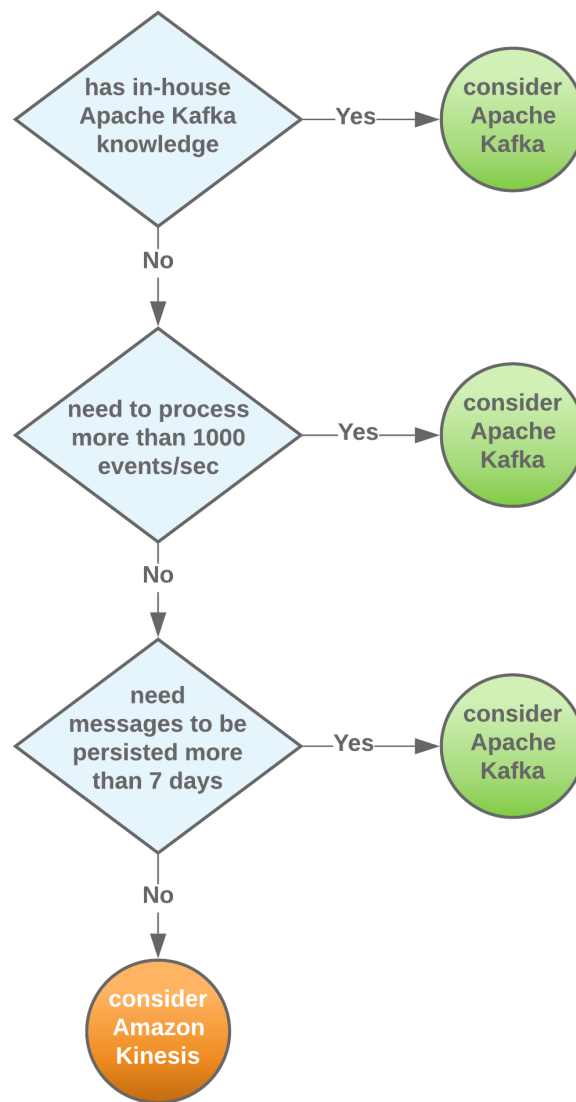 has in-house
Apache Kafka
knowledge
Yes
consider
Apache
Kafka
No
need to process
more than 1000
events/sec
Yes
consider
Apache
Kafka
No
need
messages to be
persisted more
than 7 days
Yes
consider
Apache
Kafka
No
consider
Amazon
Kinesis